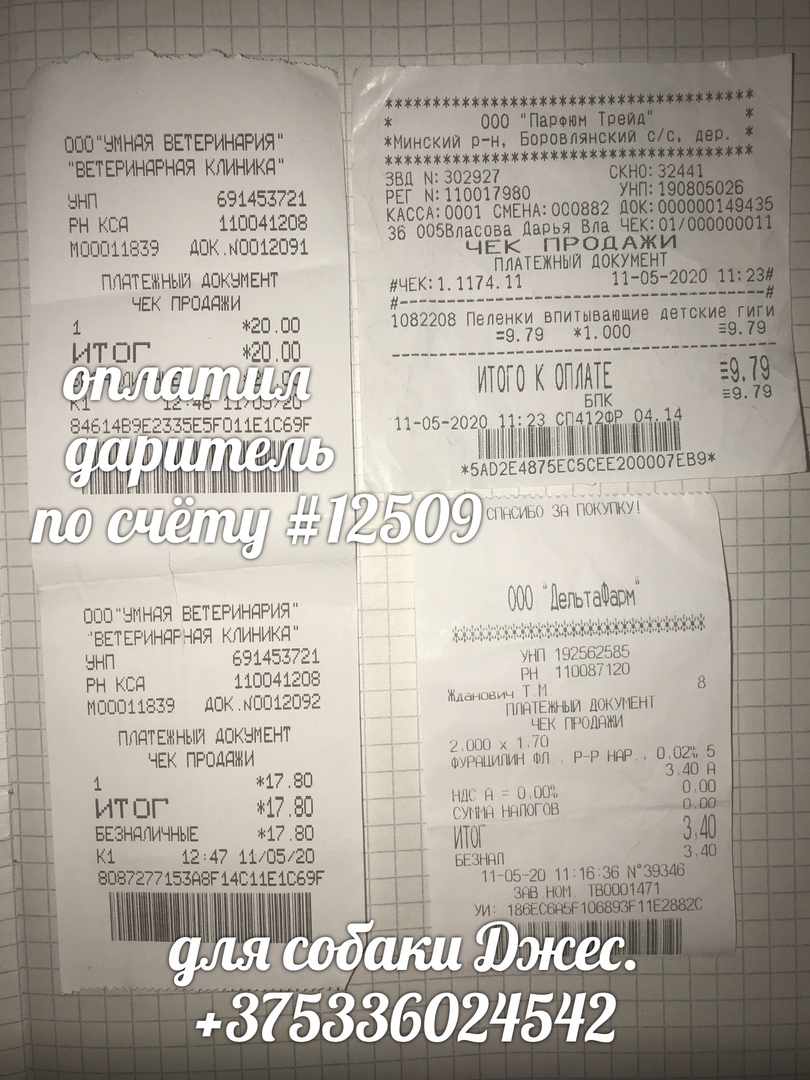 ООО"УМНАЯ ВЕТЕРИНАРИЯ"
"ВЕТЕРИНАРНАЯ КЛИНИКА"
УНП 691453721
РН КСА 110041208
М00011839 ДОК.N0012091
ПЛАТЕЖНЫЙ ДОКУМЕНТ
ЧЕК ПРОДАЖИ
1 *20.00
ИТОГ *20.00
К1 12:46 11/05/20
84614B9E2335E5F011E1C69F
ООО "Парфюм Трейд"
*Минский р-н, Боровлянский с/с, дер. *
ЗВД N: 302927 СКНО: 32441
РЕГ N: 110017980 УНП: 190805026
КАССА:0001 СМЕНА:000882 ДОК:000000149435
36 005Власова Дарья Вла ЧЕК:01/000000011
ЧЕК ПРОДАЖИ
ПЛАТЕЖНЫЙ ДОКУМЕНТ
#ЧЕК:1.1174.11 11-05-2020 11:23#
1082208 Пеленки впитывающие детские гиги
=9.79 *1.000 ≡9.79
ИТОГО К ОПЛАТЕ ≡9.79
БПК ≡9.79
11-05-2020 11:23 СП412ФР 04.14
*5AD2E4875EC5CEE200007EB9*
оплатил
даритель
по счёту #12509
ООО"УМНАЯ ВЕТЕРИНАРИЯ"
"ВЕТЕРИНАРНАЯ КЛИНИКА"
УНП 691453721
РН КСА 110041208
М00011839 ДОК.N0012092
ПЛАТЕЖНЫЙ ДОКУМЕНТ
ЧЕК ПРОДАЖИ
1 *17.80
ИТОГ *17.80
БЕЗНАЛИЧНЫЕ *17.80
К1 12:47 11/05/20
8087277153A8F14C11E1C69F
СПАСИБО ЗА ПОКУПКУ!
ООО "ДельтаФарм"
УНП 192562585
РН 110087120
Жданович Т.М. 8
ПЛАТЕЖНЫЙ ДОКУМЕНТ
ЧЕК ПРОДАЖИ
2,000 x 1,70
ФУРАЦИЛИН ФЛ., Р-Р НАР., 0,02% 5
3.40 А
НДС А = 0.00% 0.00
СУММА НАЛОГОВ 0.00
ИТОГ 3,40
БЕЗНАЛ 3.40
11-05-20 11:16:36 N°39346
ЗАВ.НОМ. ТВ0001471
УИ: 186EC6A5F106893F11E2882C
для собаки Джес.
+375336024542